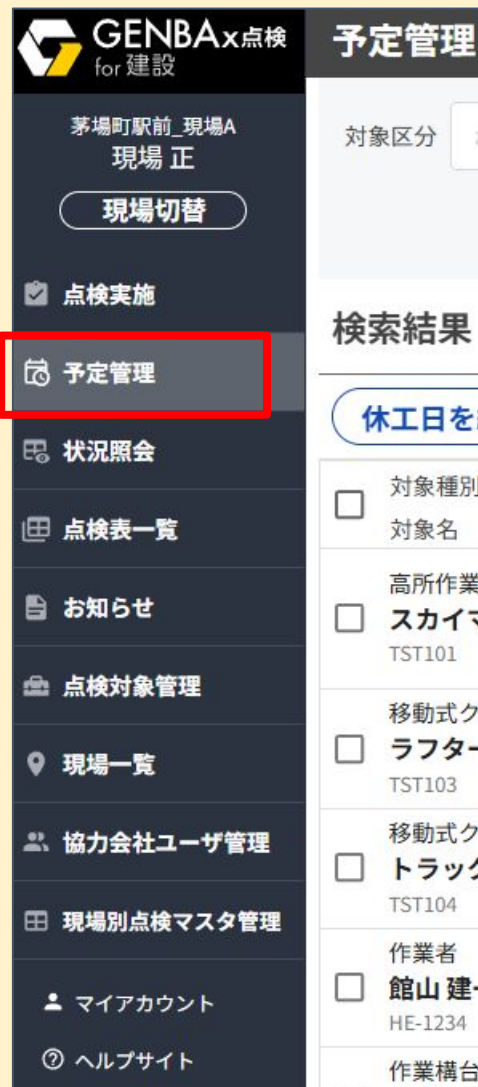 GENBAx点検
for 建設
茅場町駅前_現場A
現場 正
現場切替
点検実施
予定管理
状況照会
点検表一覧
お知らせ
点検対象管理
現場一覧
協力会社ユーザ管理
現場別点検マスタ管理
マイアカウント
ヘルプサイト
予定管理
対象区分
検索結果
休工日を
対象種別
対象名
高所作業
スカイマ
TST101
移動式ク
ラフター
TST103
移動式ク
トラック
TST104
作業者
館山 建
HE-1234
作業構台